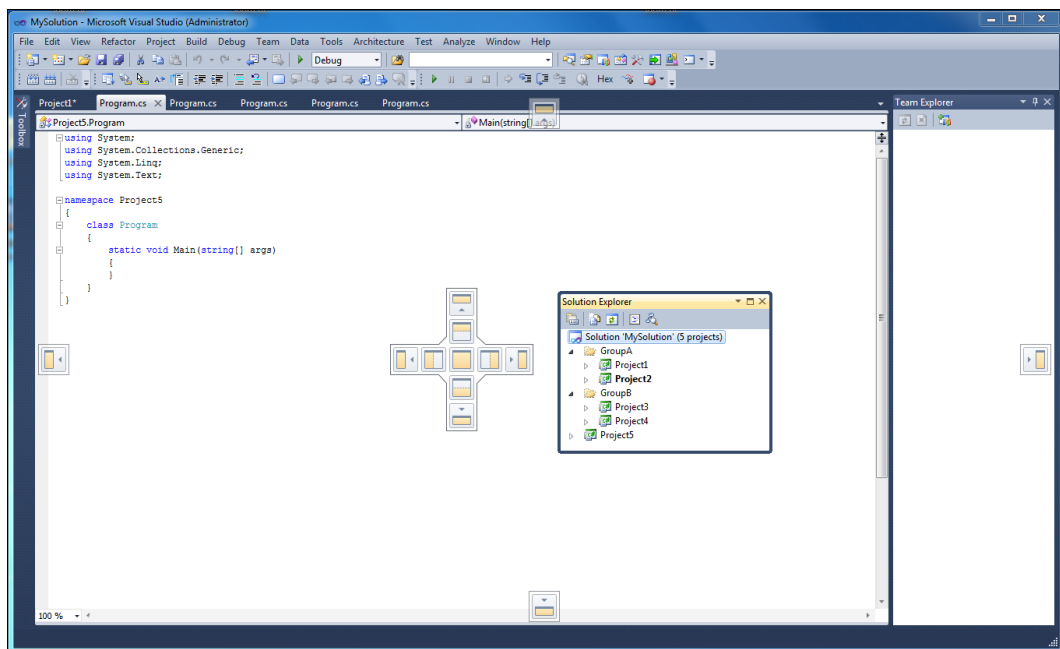 MySolution - Microsoft Visual Studio (Administrator)
File Edit View Refactor Project Build Debug Team Data Tools Architecture Test Analyze Window Help
Debug
Hex
Project1* Program.cs Program.cs Program.cs Program.cs Program.cs
Team Explorer
Toolbox
Project5.Program
Main(string[] args)
using System;
using System.Collections.Generic;
using System.Linq;
using System.Text;
namespace Project5
{
class Program
{
static void Main(string[] args)
{
}
}
}
Solution Explorer
Solution 'MySolution' (5 projects)
GroupA
Project1
Project2
GroupB
Project3
Project4
Project5
100 %